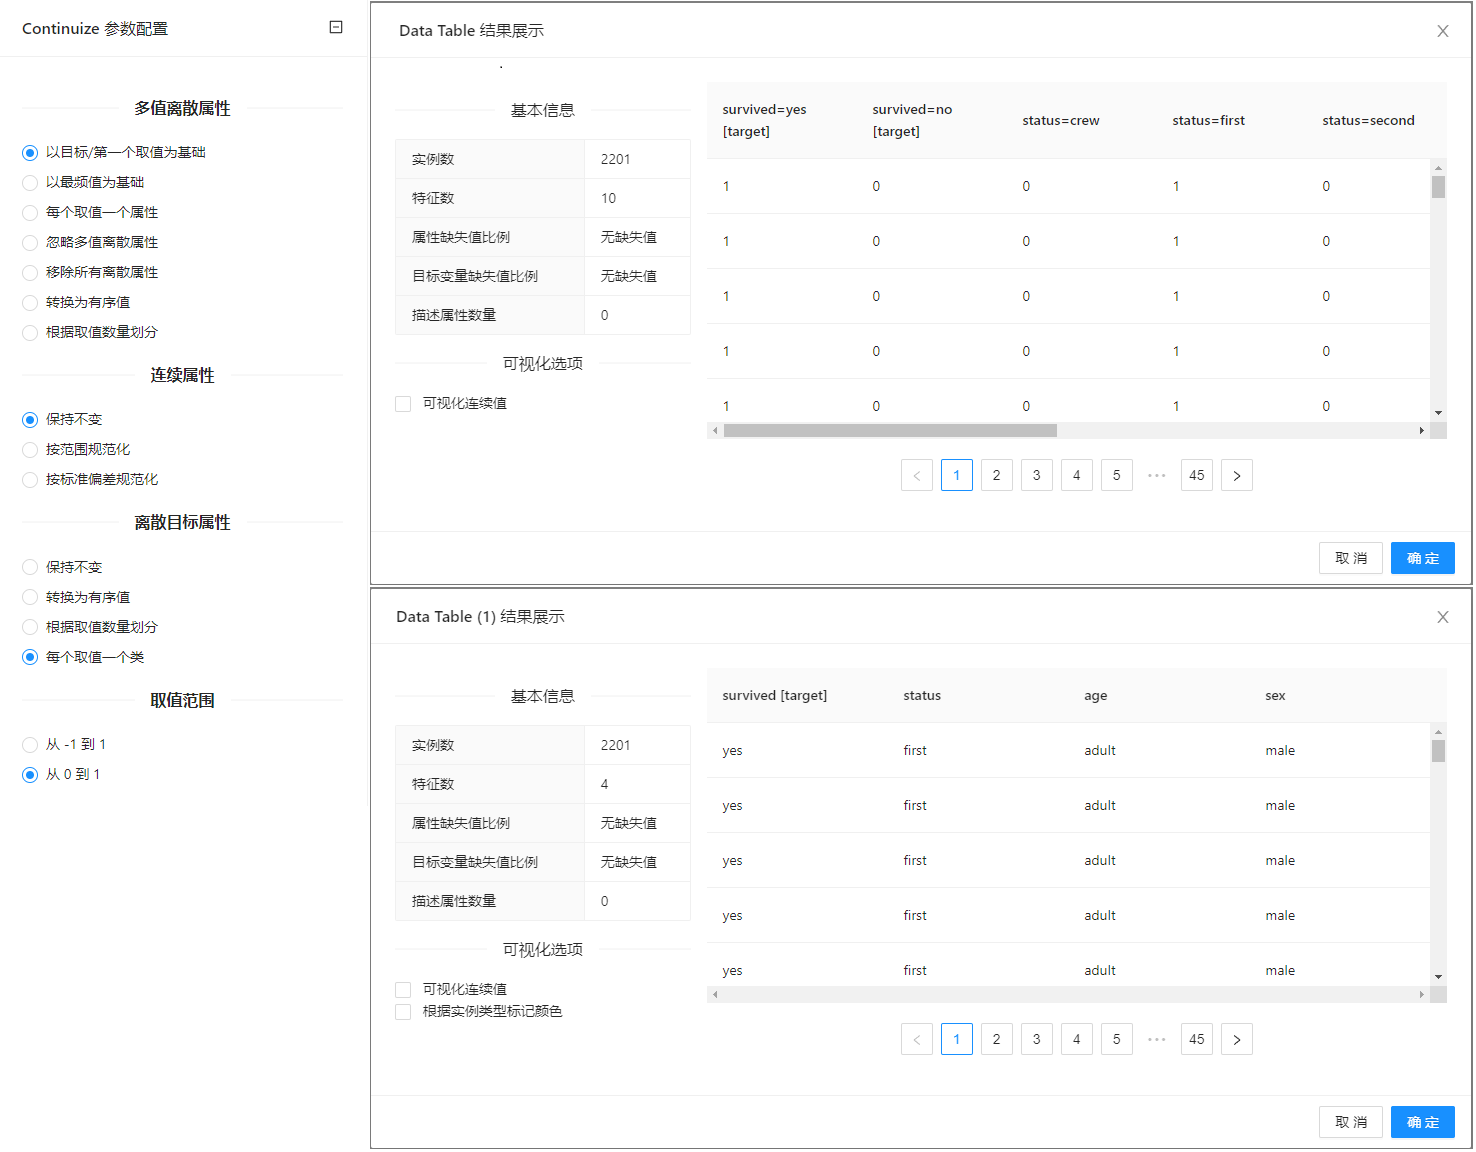 Continuize 参数配置
多值离散属性
以目标/第一个取值为基础
以最频值为基础
每个取值一个属性
忽略多值离散属性
移除所有离散属性
转换为有序值
根据取值数量划分
连续属性
保持不变
按范围规范化
按标准偏差规范化
离散目标属性
保持不变
转换为有序值
根据取值数量划分
每个取值一个类
取值范围
从 -1 到 1
从 0 到 1
Data Table 结果展示
基本信息
实例数 2201
特征数 10
属性缺失值比例 无缺失值
目标变量缺失值比例 无缺失值
描述属性数量 0
可视化选项
可视化连续值
survived=yes [target] survived=no [target] status=crew status=first status=second
1 0 0 1 0
1 0 0 1 0
1 0 0 1 0
1 0 0 1 0
1 0 0 1 0
< 1 2 3 4 5 ••• 45 >
取 消 确 定
Data Table (1) 结果展示
基本信息
实例数 2201
特征数 4
属性缺失值比例 无缺失值
目标变量缺失值比例 无缺失值
描述属性数量 0
可视化选项
可视化连续值
根据实例类型标记颜色
survived [target] status age sex
yes first adult male
yes first adult male
yes first adult male
yes first adult male
yes first adult male
< 1 2 3 4 5 ••• 45 >
取 消 确 定